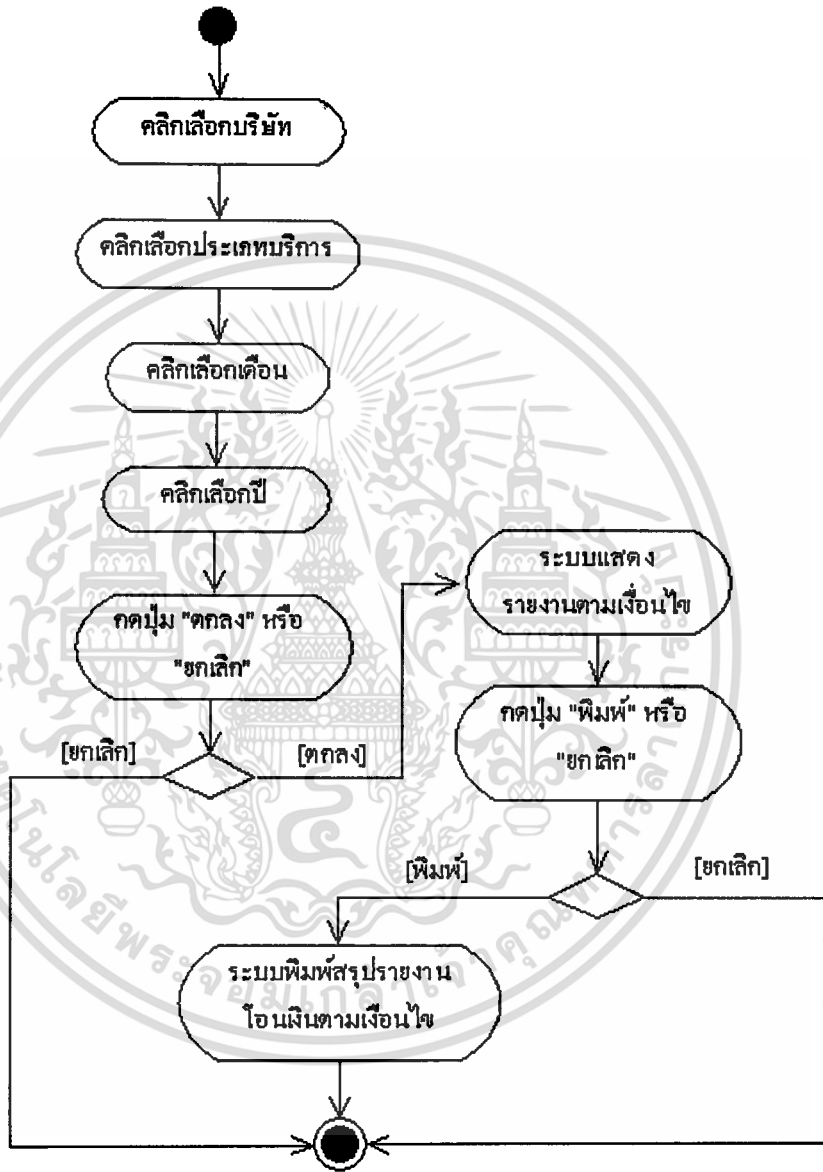 คลิกเลือกบริษัท
คลิกเลือกประเภทบริการ
คลิกเลือกเดือน
คลิกเลือกปี
กดปุ่ม "ตกลง" หรือ
"ยกเลิก"
[ยกเลิก]
[ตกลง]
ระบบแสดง
รายงานตามเงื่อนไข
กดปุ่ม "พิมพ์" หรือ
"ยกเลิก"
[พิมพ์]
[ยกเลิก]
ระบบพิมพ์สรุปรายงาน
โอนเงินตามเงื่อนไข